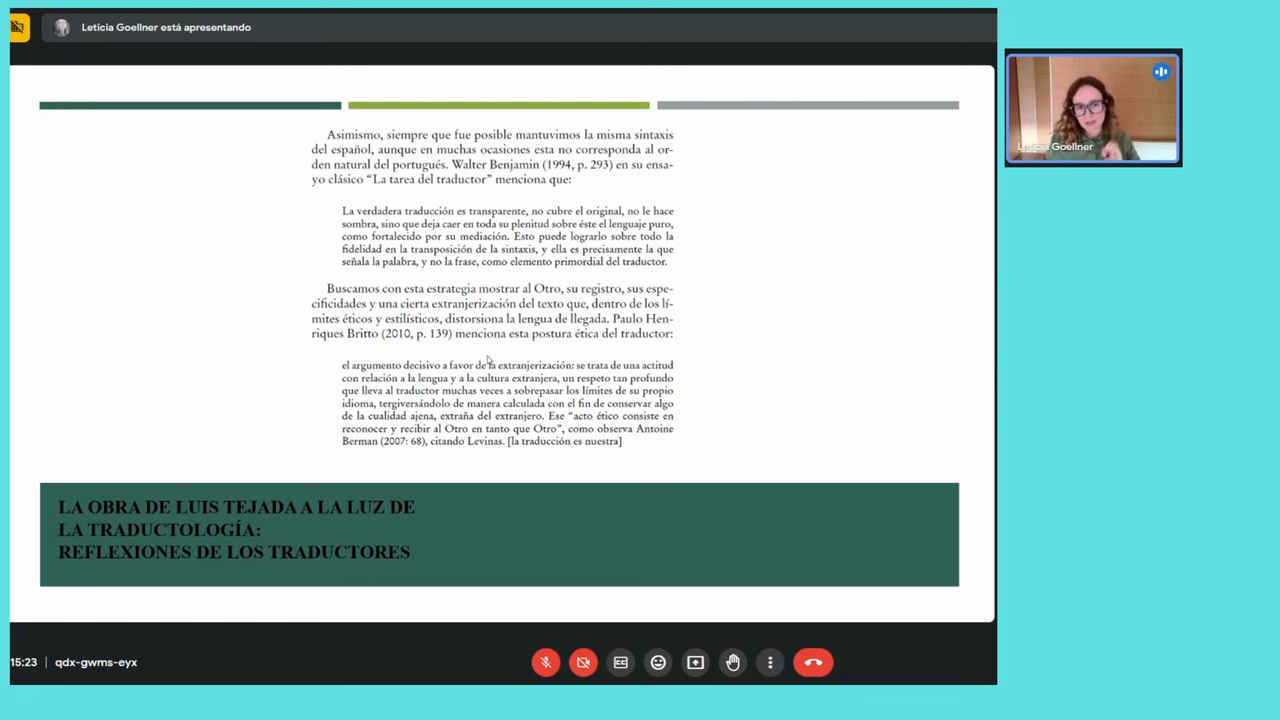 Leticia Goellner está apresentando
Asimismo, siempre que fue posible mantuvimos la misma sintaxis
del español, aunque en muchas ocasiones esta no corresponda al or-
den natural del portugués. Walter Benjamin (1994, p. 293) en su ensa-
yo clásico “La tarea del traductor” menciona que:
La verdadera traducción es transparente, no cubre el original, no le hace
sombra, sino que deja caer en toda su plenitud sobre éste el lenguaje puro,
como fortalecido por su mediación. Esto puede lograrlo sobre todo la
fidelidad en la transposición de la sintaxis, y ella es precisamente la que
señala la palabra, y no la frase, como elemento primordial del traductor.
Buscamos con esta estrategia mostrar al Otro, su registro, sus espe-
cificidades y una cierta extranjerización del texto que, dentro de los lí-
mites éticos y estilísticos, distorsiona la lengua de llegada. Paulo Hen-
riques Britto (2010, p. 139) menciona esta postura ética del traductor:
el argumento decisivo a favor de la extranjerización: se trata de una actitud
con relación a la lengua y a la cultura extranjera, un respeto tan profundo
que lleva al traductor muchas veces a sobrepasar los límites de su propio
idioma, tergiversándolo de manera calculada con el fin de conservar algo
de la cualidad ajena, extraña del extranjero. Ese “acto ético consiste en
reconocer y recibir al Otro en tanto que Otro”, como observa Antoine
Berman (2007: 68), citando Levinas. [la traducción es nuestra]
LA OBRA DE LUIS TEJADA A LA LUZ DE
LA TRADUCTOLOGÍA:
REFLEXIONES DE LOS TRADUCTORES
Leticia Goellner
15:23 qdx-gwms-eyx